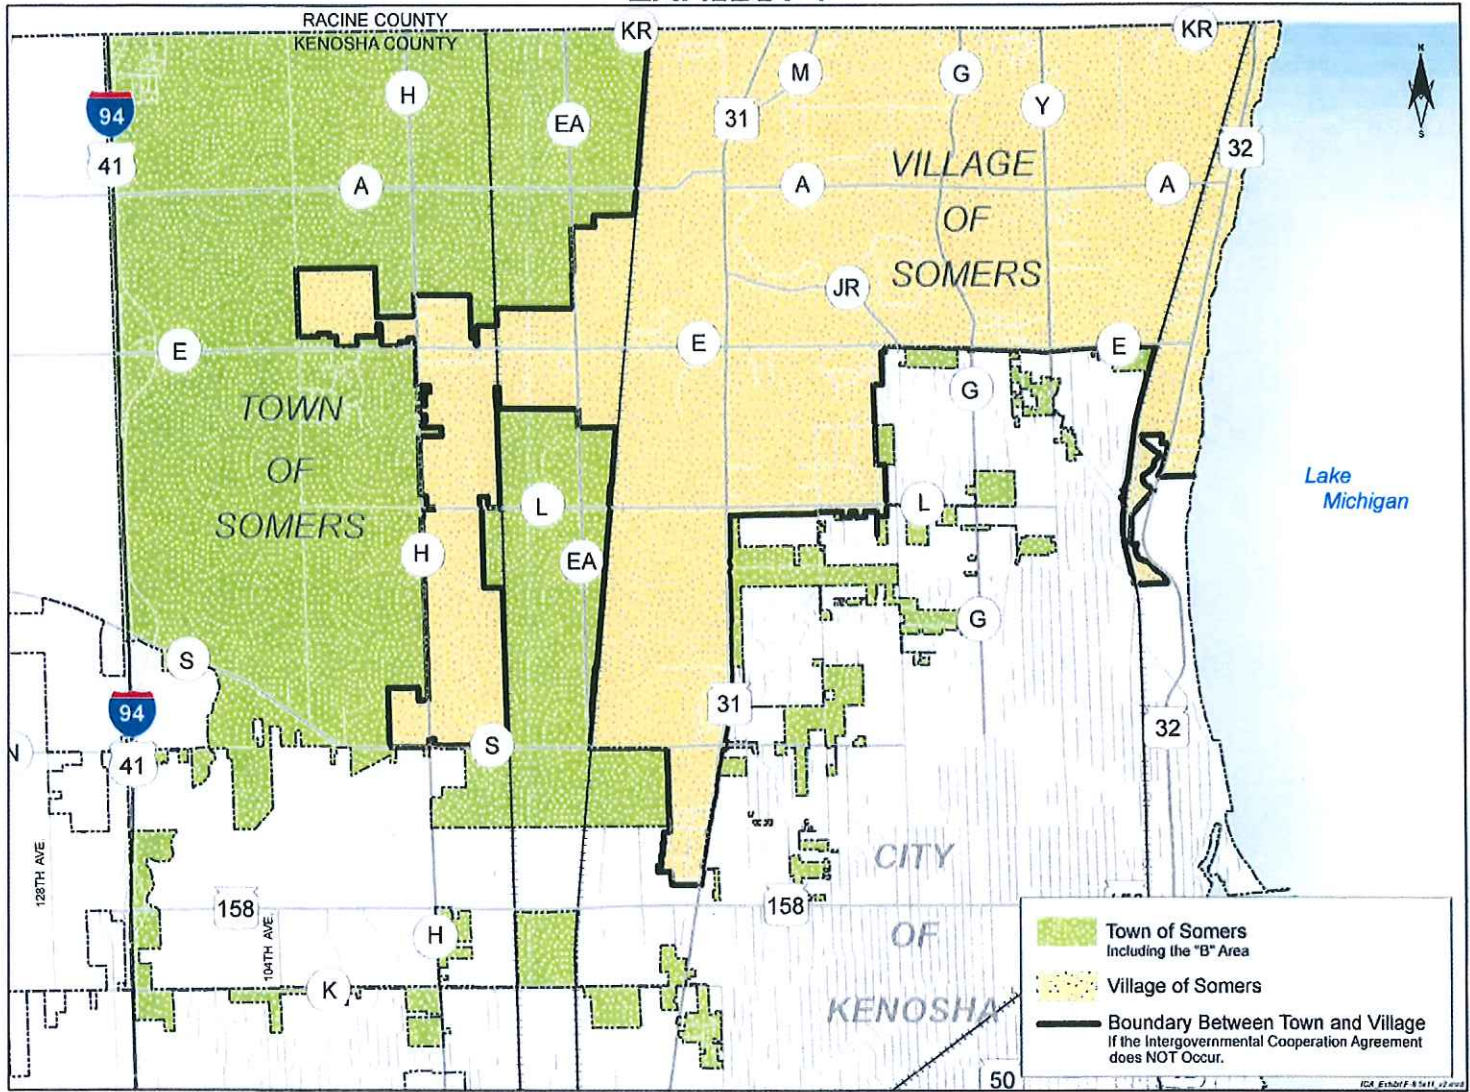 RACINE COUNTY
KENOSHA COUNTY
KR
KR
M
G
H
94
31
Y
EA
41
32
A
A
A
VILLAGE
OF
SOMERS
JR
E
E
E
TOWN
OF
SOMERS
G
L
L
Lake
Michigan
H
EA
G
S
31
94
32
S
N
41
CITY
OF
KENOSHA
128TH AVE.
158
158
104TH AVE.
H
K
50
Town of Somers
Including the "B" Area
Village of Somers
Boundary Between Town and Village
If the Intergovernmental Cooperation Agreement
does NOT Occur.